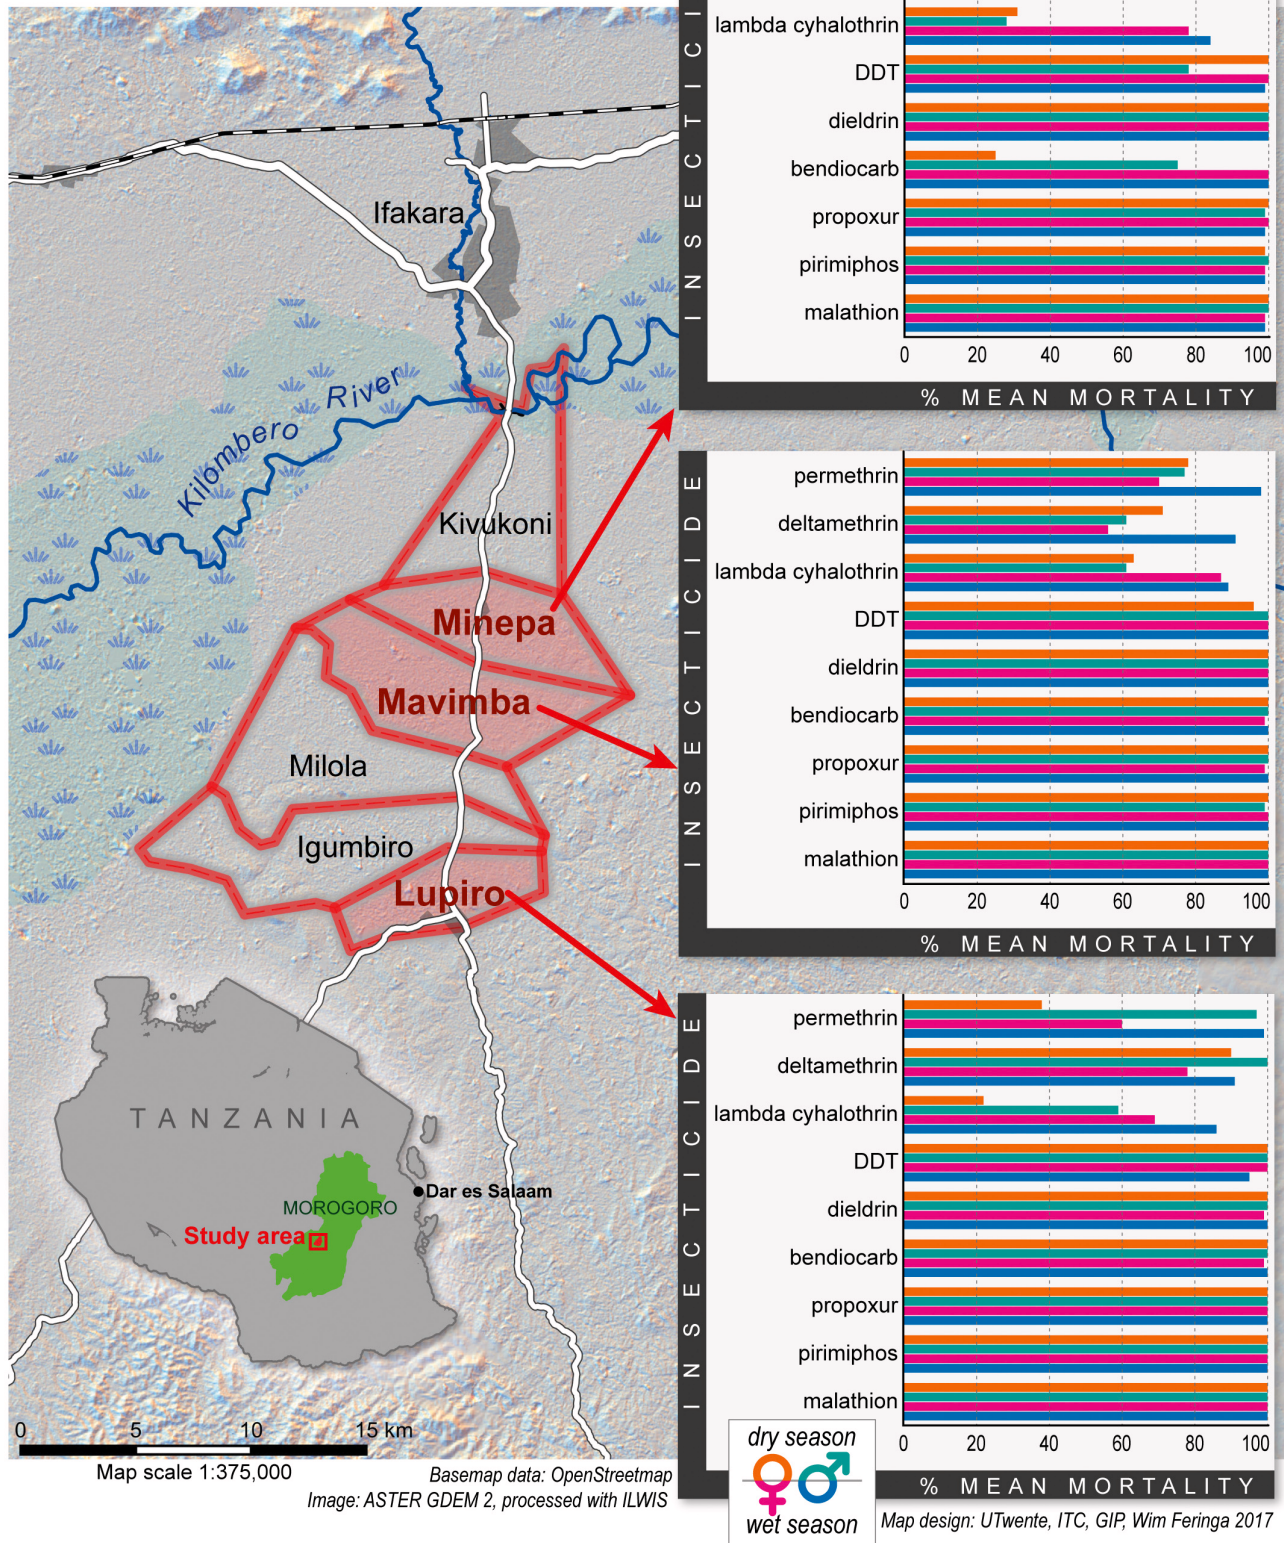 INSECTICI
lambda cyhalothrin
DDT
dieldrin
bendiocarb
propoxur
pirimiphos
malathion
0 20 40 60 80 100
% MEAN MORTALITY
Ifakara
Kilombero River
Kivukoni
Minepa
Mavimba
Milola
Igumbiro
Lupiro
INSECTICIDE
permethrin
deltamethrin
lambda cyhalothrin
DDT
dieldrin
bendiocarb
propoxur
pirimiphos
malathion
0 20 40 60 80 100
% MEAN MORTALITY
INSECTICIDE
permethrin
deltamethrin
lambda cyhalothrin
DDT
dieldrin
bendiocarb
propoxur
pirimiphos
malathion
0 20 40 60 80 100
% MEAN MORTALITY
TANZANIA
MOROGORO
Dar es Salaam
Study area
0 5 10 15 km
Map scale 1:375,000
Basemap data: OpenStreetmap
Image: ASTER GDEM 2, processed with ILWIS
dry season
wet season
Map design: UTwente, ITC, GIP, Wim Feringa 2017